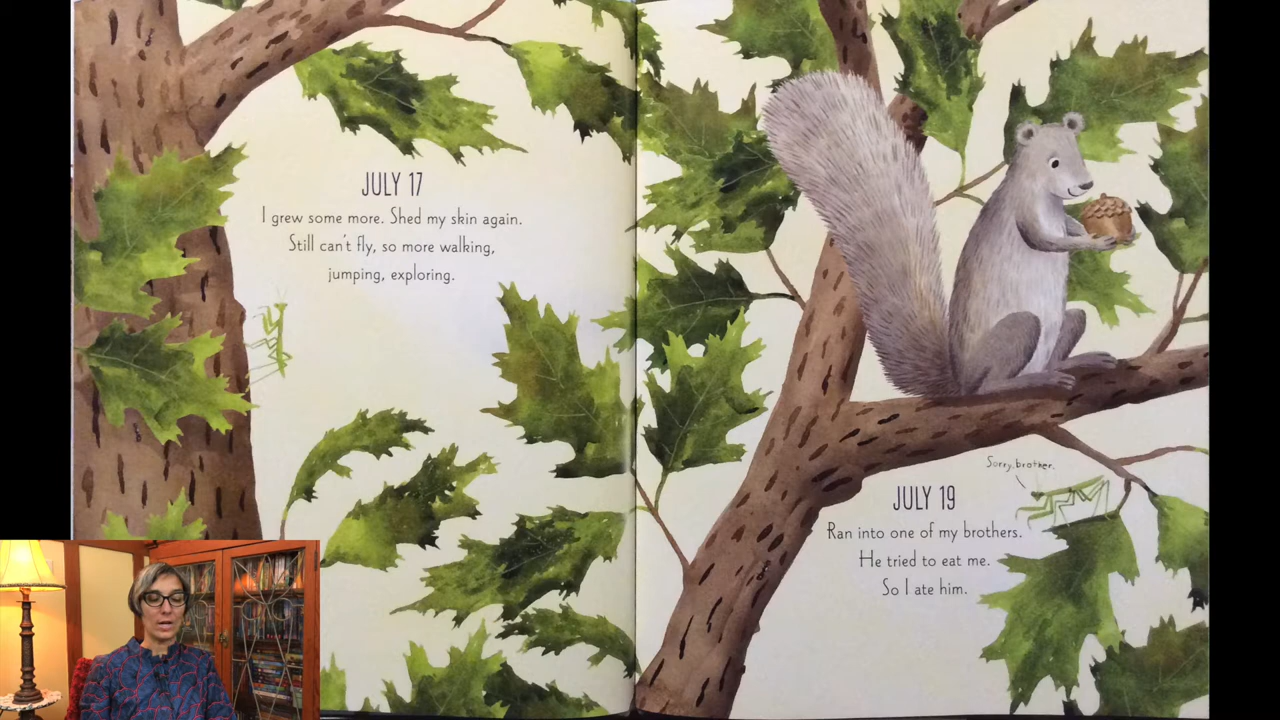 JULY 17
I grew some more. Shed my skin again.
Still can't fly, so more walking,
jumping, exploring.
Sorry, brother.
JULY 19
Ran into one of my brothers.
He tried to eat me.
So I ate him.